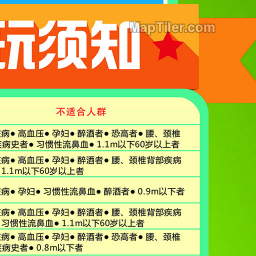 MapTiler.com
玩须知
不适合人群
病● 高血压● 孕妇● 醉酒者● 恐高者● 腰、颈椎
病史者● 习惯性流鼻血● 1.1m以下60岁以上者
病● 高血压● 孕妇● 醉酒者● 腰、颈椎背部疾病
1.1m以下60岁以上者
病● 孕妇● 习惯性流鼻血● 醉酒者● 0.9m以下者
病● 高血压● 孕妇● 醉酒者● 腰、颈椎背部疾病
习惯性流鼻血● 1.1m以下60岁以上者
病● 高血压● 孕妇● 醉酒者● 恐高者● 腰、颈椎
病史者● 0.8m以下者